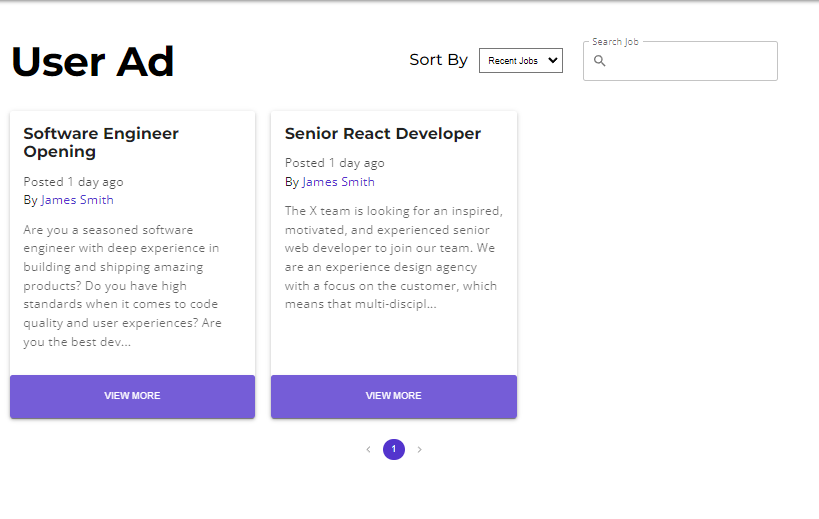 User Ad
Sort By
Recent Jobs
Search Job
Software Engineer
Opening
Posted 1 day ago
By James Smith
Are you a seasoned software
engineer with deep experience in
building and shipping amazing
products? Do you have high
standards when it comes to code
quality and user experiences? Are
you the best dev...
VIEW MORE
Senior React Developer
Posted 1 day ago
By James Smith
The X team is looking for an inspired,
motivated, and experienced senior
web developer to join our team. We
are an experience design agency
with a focus on the customer, which
means that multi-discipl...
VIEW MORE
1